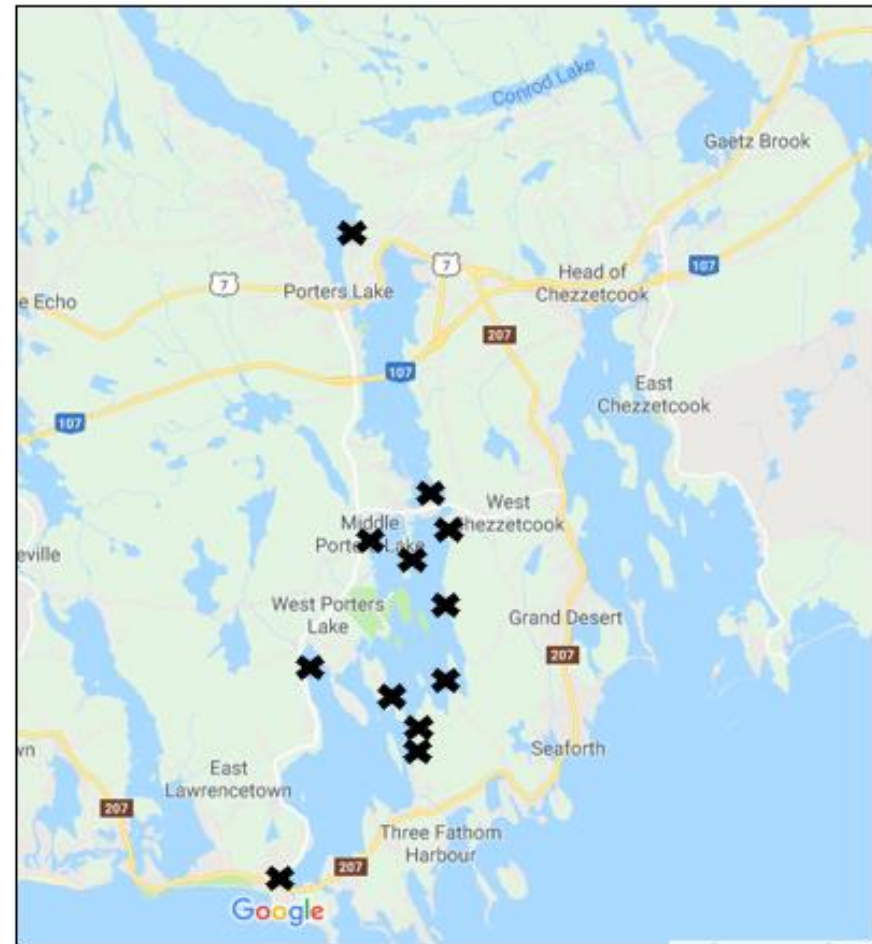 Conrod Lake
Gaetz Brook
7
107
Head of
Chezzetcook
7
Porters Lake
e Echo
207
107
East
Chezzetcook
107
West
Chezzetcook
Middle
Porters Lake
eville
West Porters
Lake
Grand Desert
207
Seaforth
wn
East
Lawrencetown
207
Three Fathom
Harbour
207
Google